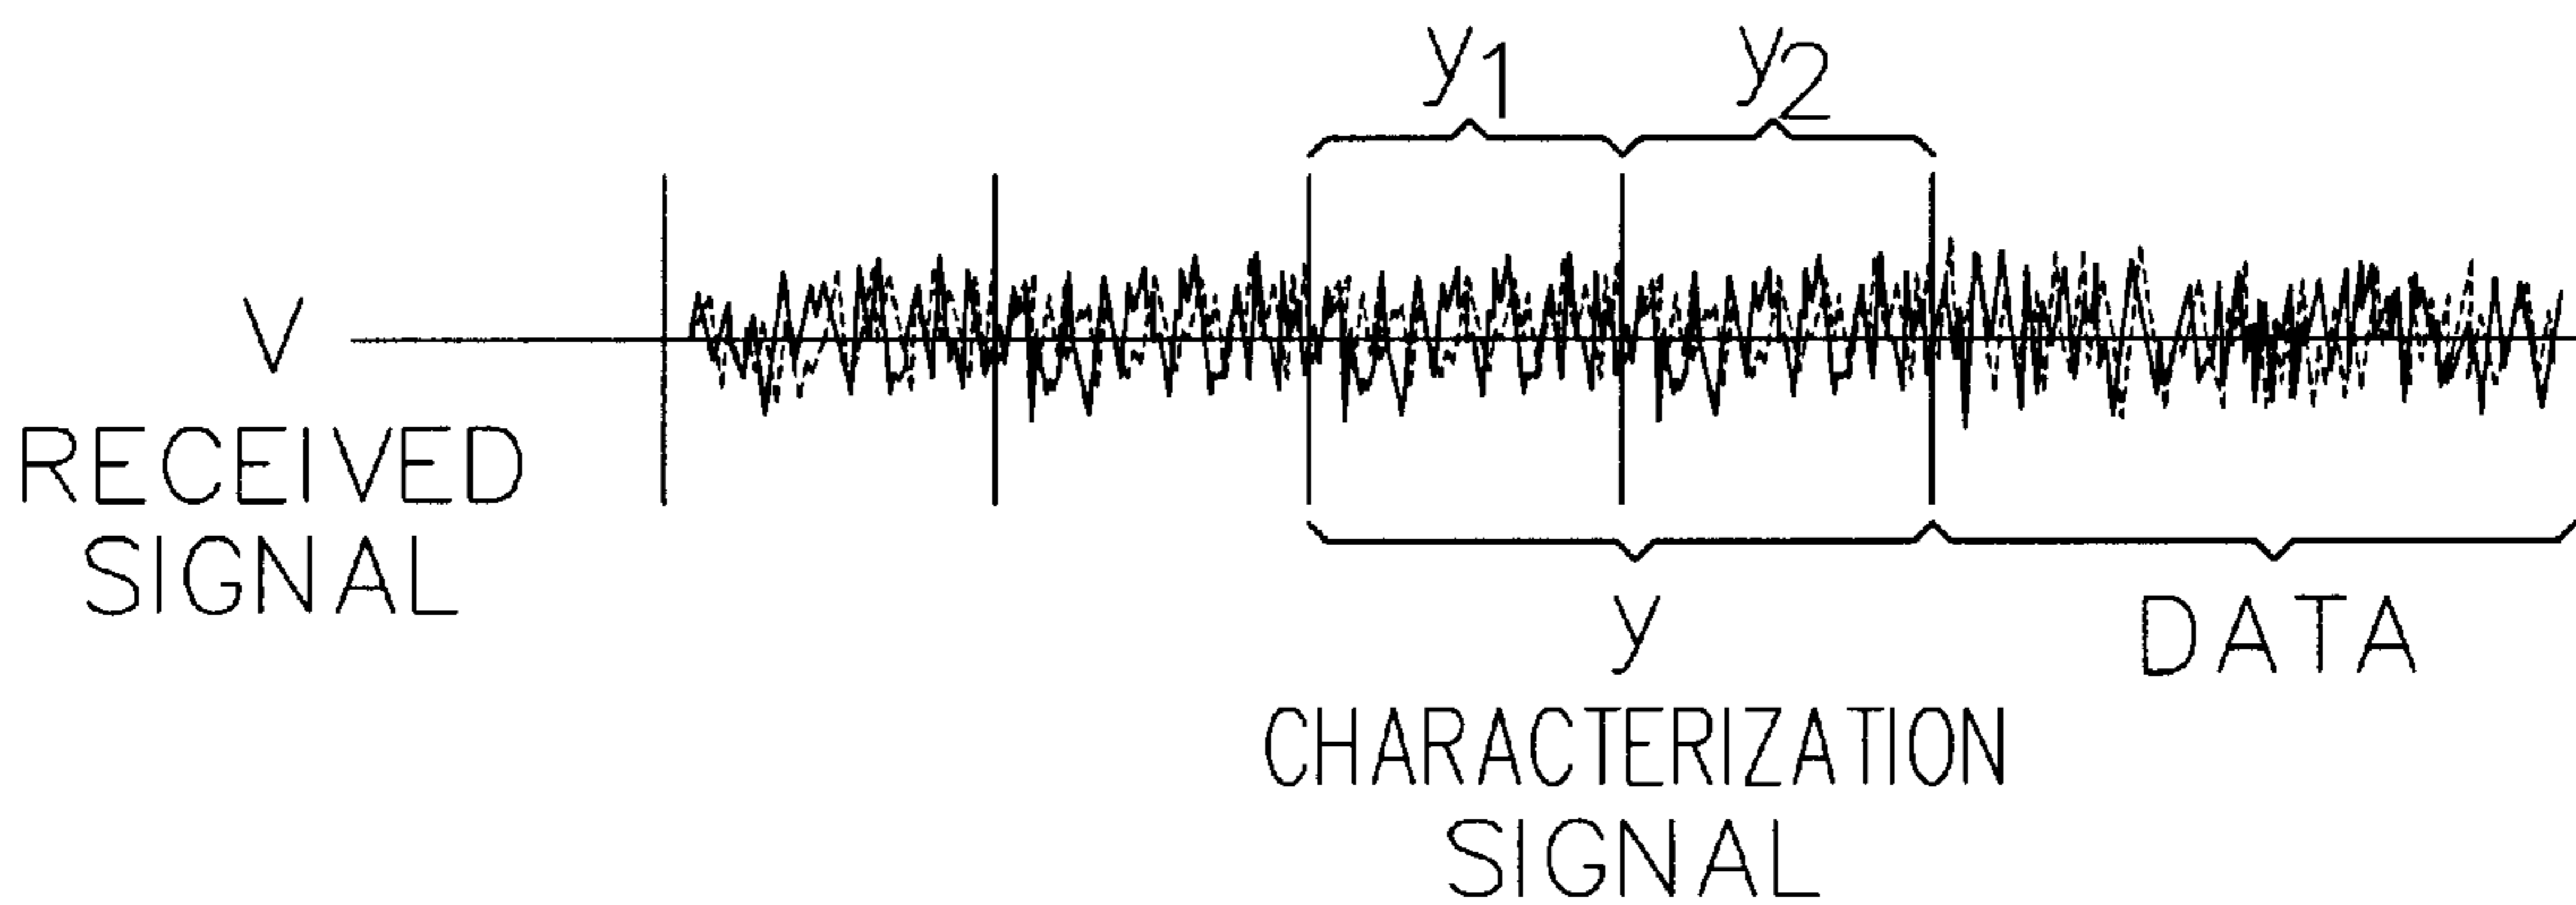 y1 y2
V
RECEIVED
SIGNAL
y
DATA
CHARACTERIZATION
SIGNAL